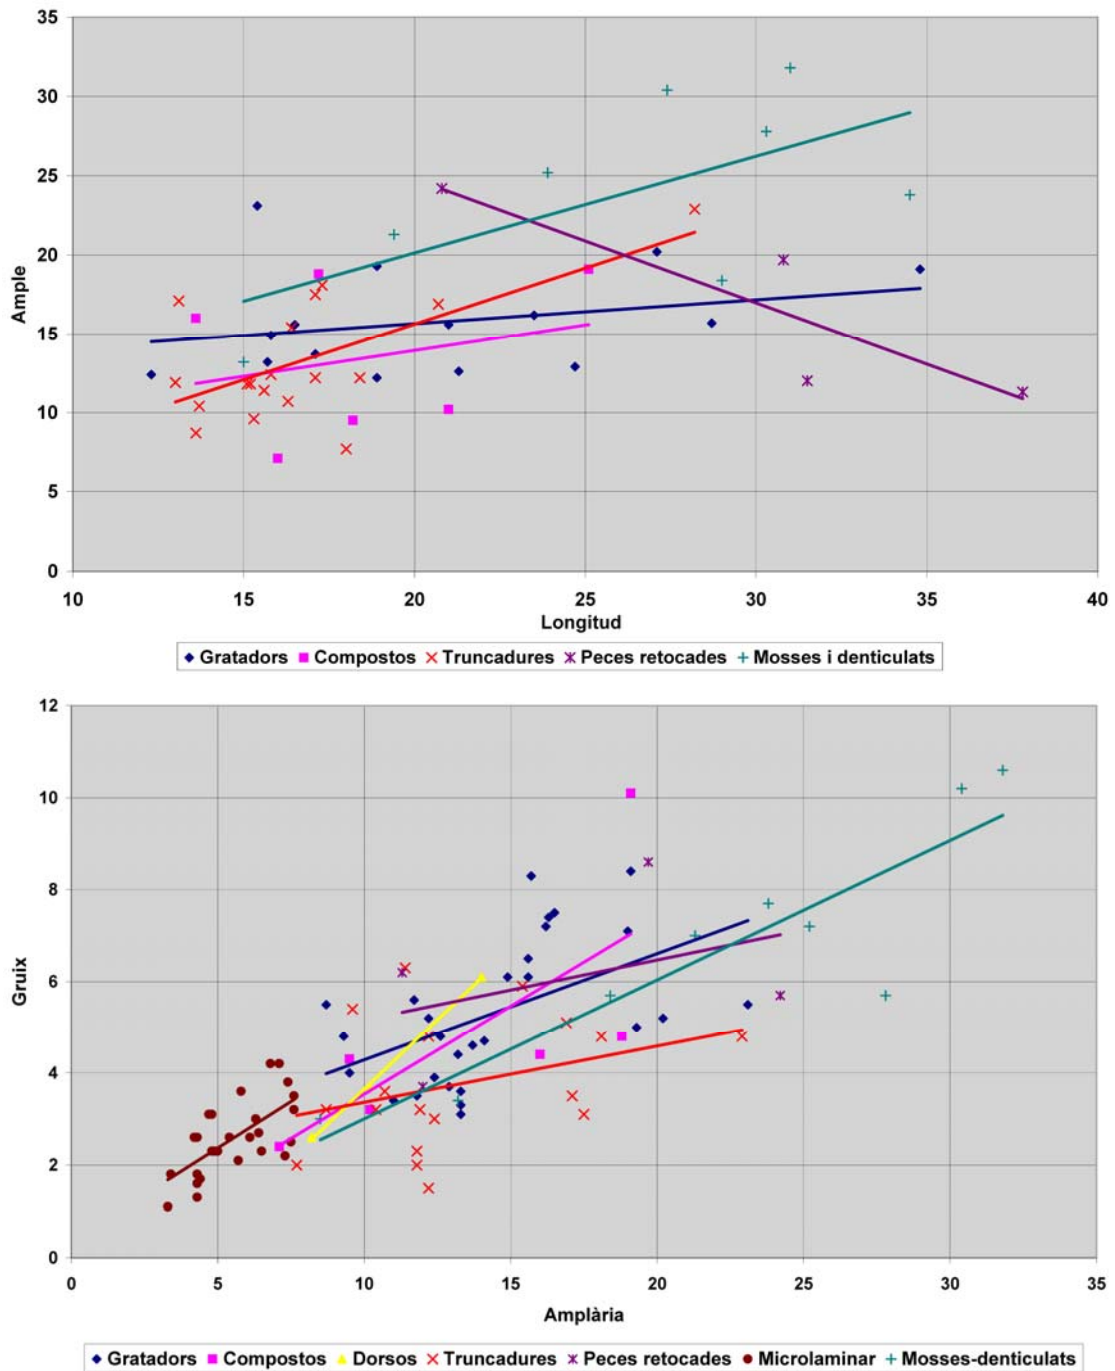 35
30
25
20
15
10
5
0
Ample
10 15 20 25 30 35 40
Longitud
Gratadors Compostos Truncadures Peces retocades Mosses i denticulats
12
10
8
6
4
2
0
Gruix
0 5 10 15 20 25 30 35
Amplària
Gratadors Compostos Dorsos Truncadures Peces retocades Microlaminar Mosses-denticulats